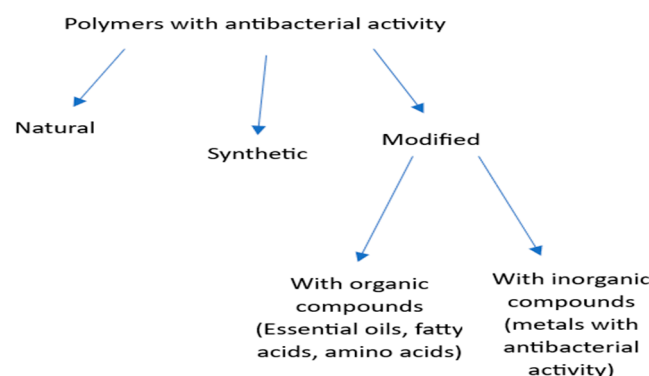 Polymers with antibacterial activity
Natural
Synthetic
Modified
With organic
compounds
(Essential oils, fatty
acids, amino acids)
With inorganic
compounds
(metals with
antibacterial
activity)